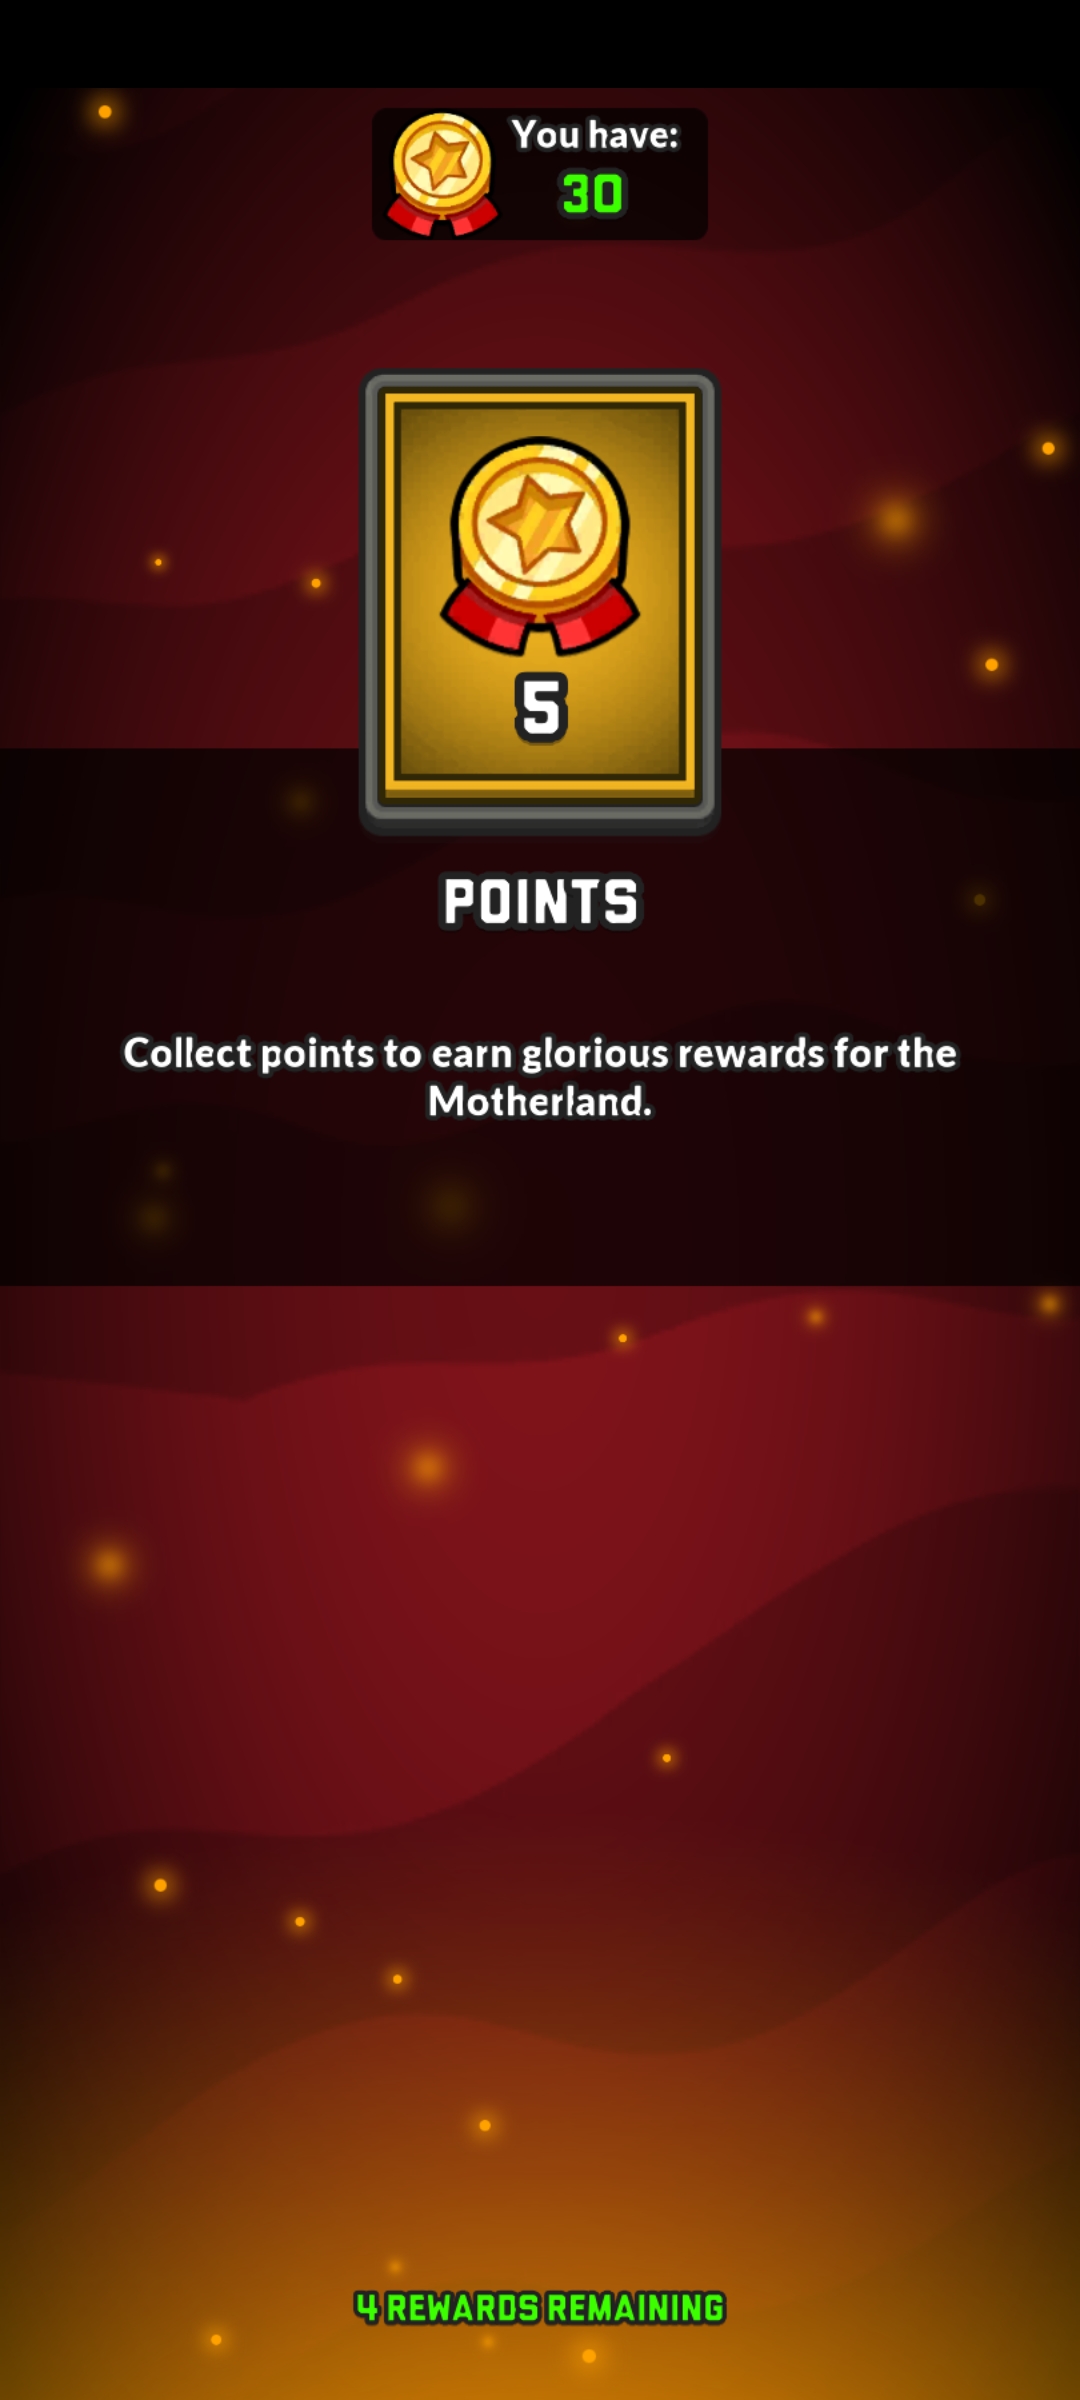 You have:
30
5
POINTS
Collect points to earn glorious rewards for the
Motherland.
4 REWARDS REMAINING